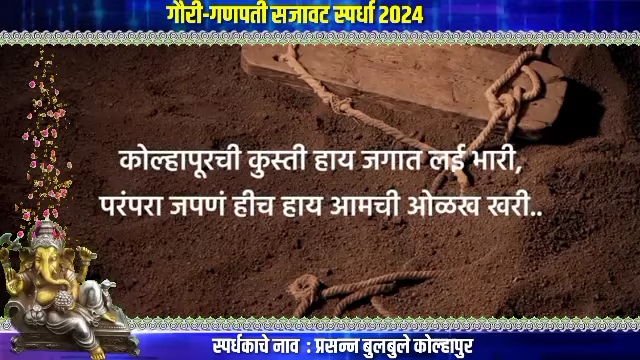 गौरी-गणपती सजावट स्पर्धा 2024
कोल्हापूरची कुस्ती हाय जगात लई भारी,
परंपरा जपणं हीच हाय आमची ओळख खरी..
स्पर्धकाचे नाव : प्रसन्न बुलबुले कोल्हापुर